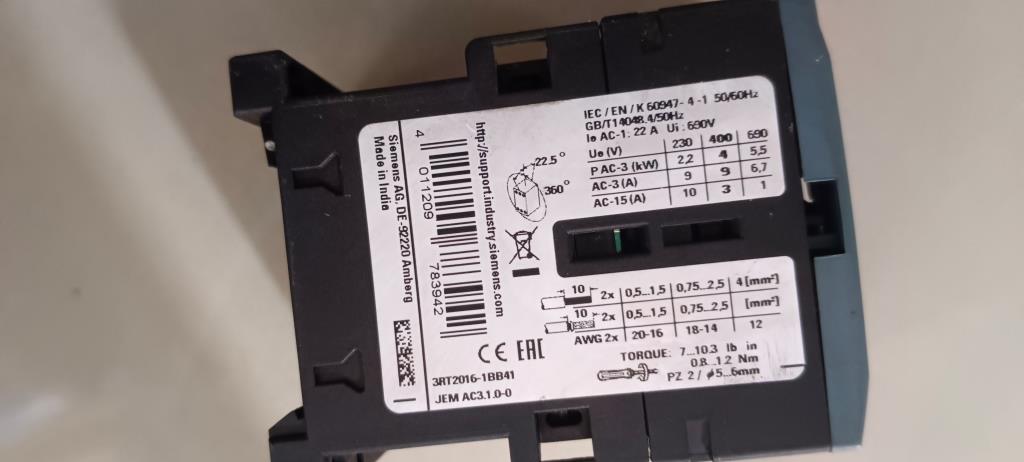 IEC / EN / K 60947- 4 -1 50/60Hz
GB/T14048.4/50Hz
Ie AC-1: 22 A Ui : 690V
Ue (V) 230 400 690
P AC-3 (kW) 2,2 4 5,5
AC-3 (A) 9 9 6,7
AC-15 (A) 10 3 1
22.5°
360°
http://support.industry.siemens.com
4 011209 783942
Siemens AG, DE-92220 Amberg
Made in India
10 2x 0,5...1,5 0,75...2,5 4 [mm²]
10 2x 0,5...1,5 0,75...2,5 [mm²]
AWG 2x 20-16 18-14 12
TORQUE: 7...10.3 lb in
0.8...1.2 Nm
PZ 2 / ø5...6mm
CE EAC
3RT2016-1BB41
JEM AC3.1.0-0